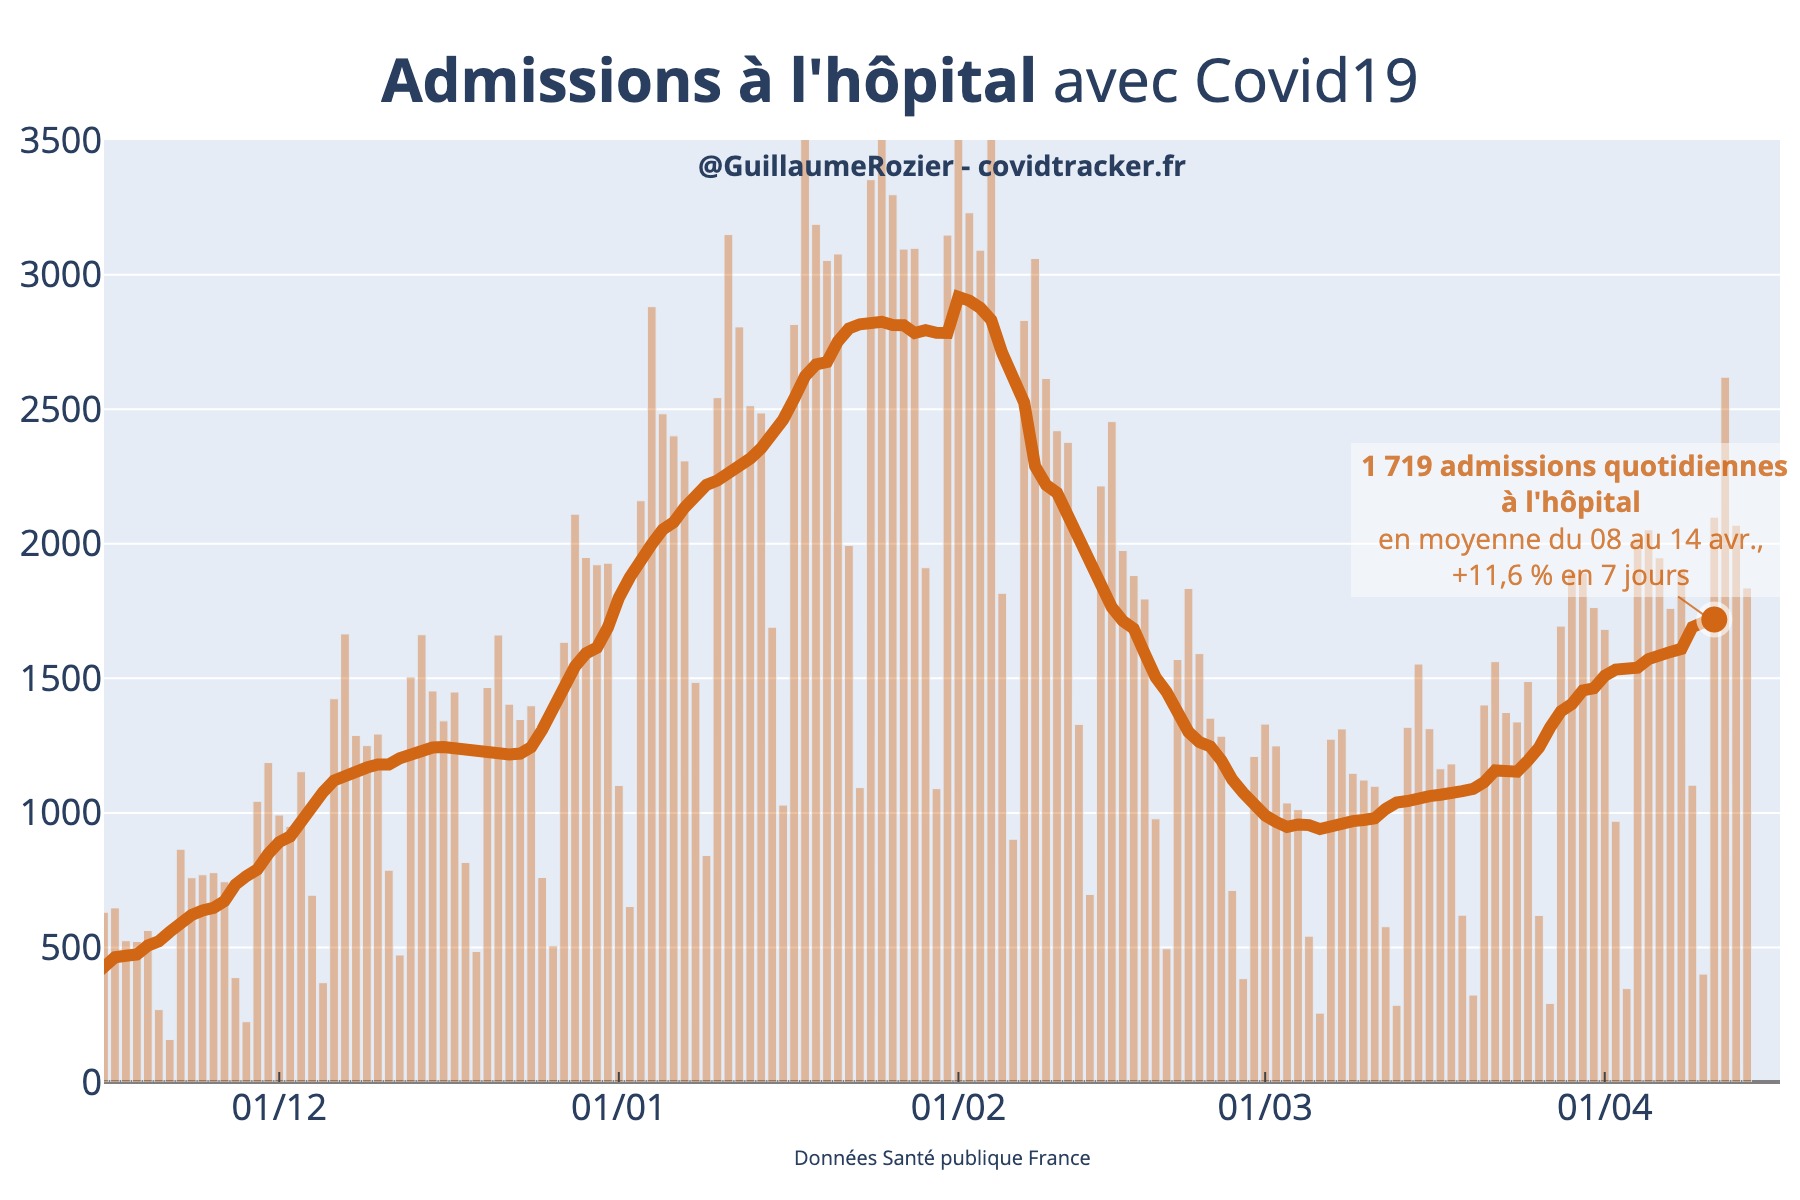 Admissions à l'hôpital avec Covid19
3500
@GuillaumeRozier - covidtracker.fr
3000
2500
1 719 admissions quotidiennes
à l'hôpital
en moyenne du 08 au 14 avr.,
+11,6 % en 7 jours
2000
1500
1000
500
0
01/12 01/01 01/02 01/03 01/04
Données Santé publique France